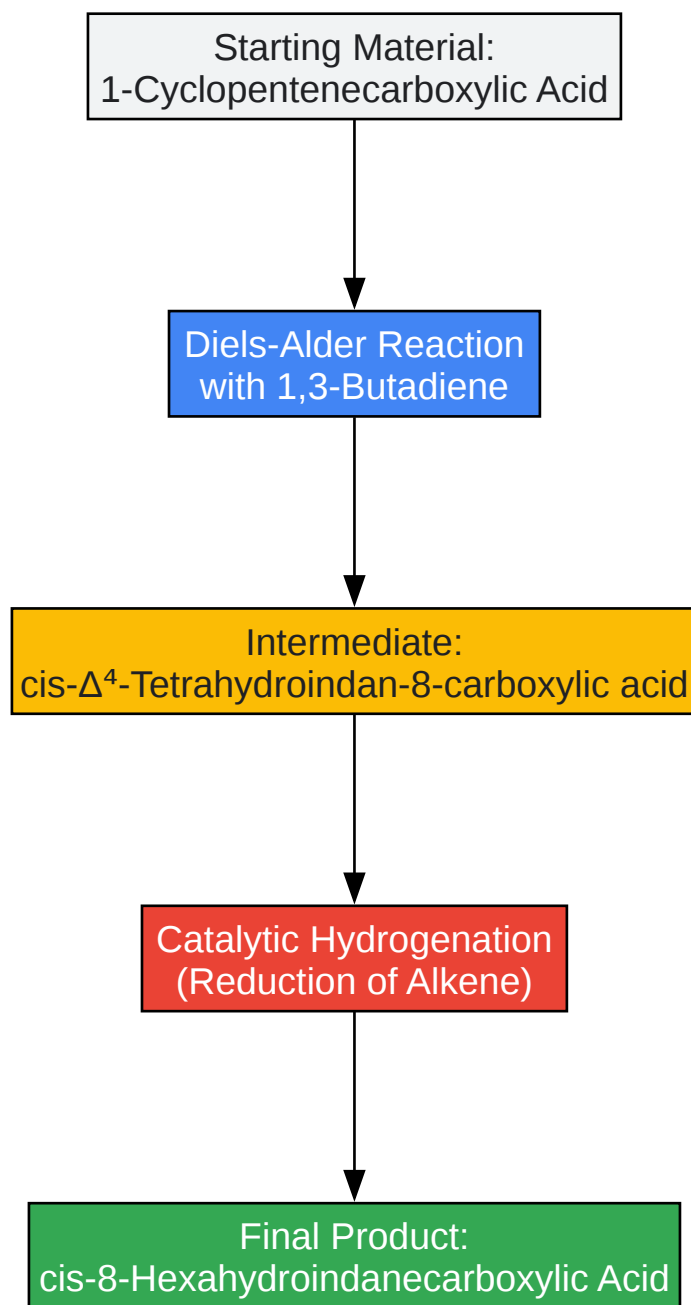 Starting Material:
1-Cyclopentenecarboxylic Acid
Diels-Alder Reaction
with 1,3-Butadiene
Intermediate:
cis-Δ⁴-Tetrahydroindan-8-carboxylic acid
Catalytic Hydrogenation
(Reduction of Alkene)
Final Product:
cis-8-Hexahydroindanecarboxylic Acid